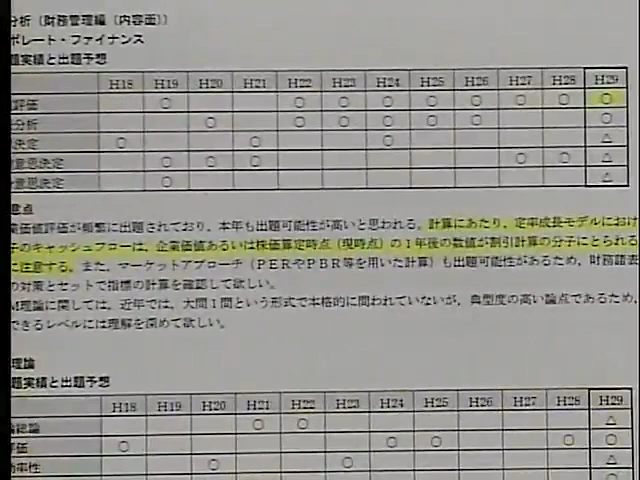 分析（財務管理編（内容面））
ポレート・ファイナンス
題実績と出題予想
H18 H19 H20 H21 H22 H23 H24 H25 H26 H27 H28 H29
評価 ○ ○ ○ ○ ○ ○ ○ ○ ○
分析 ○ ○ ○ ○ ○ ○ ○
決定 ○ ○ ○ △
意思決定 ○ ○ ○ ○ ○ △
意思決定 ○ △
意点
業価値評価が頻繁に出題されており、本年も出題可能性が高いと思われる。計算にあたり、定率成長モデルにおけ
子のキャッシュフローは、企業価値あるいは株価算定時点（現時点）の1年後の数値が割引計算の分子にとられる
に注意する。また、マーケットアプローチ（PERやPBR等を用いた計算）も出題可能性があるため、財務諸表
の対策とセットで指標の計算を確認して欲しい。
理論に関しては、近年では、大問1問という形式で本格的に問われていないが、典型度の高い論点であるため、
できるレベルには理解を深めて欲しい。
理論
題実績と出題予想
H18 H19 H20 H21 H22 H23 H24 H25 H26 H27 H28 H29
総論 ○ ○ △
価 ○ ○ ○ ○ ○
効率性 ○ ○ △